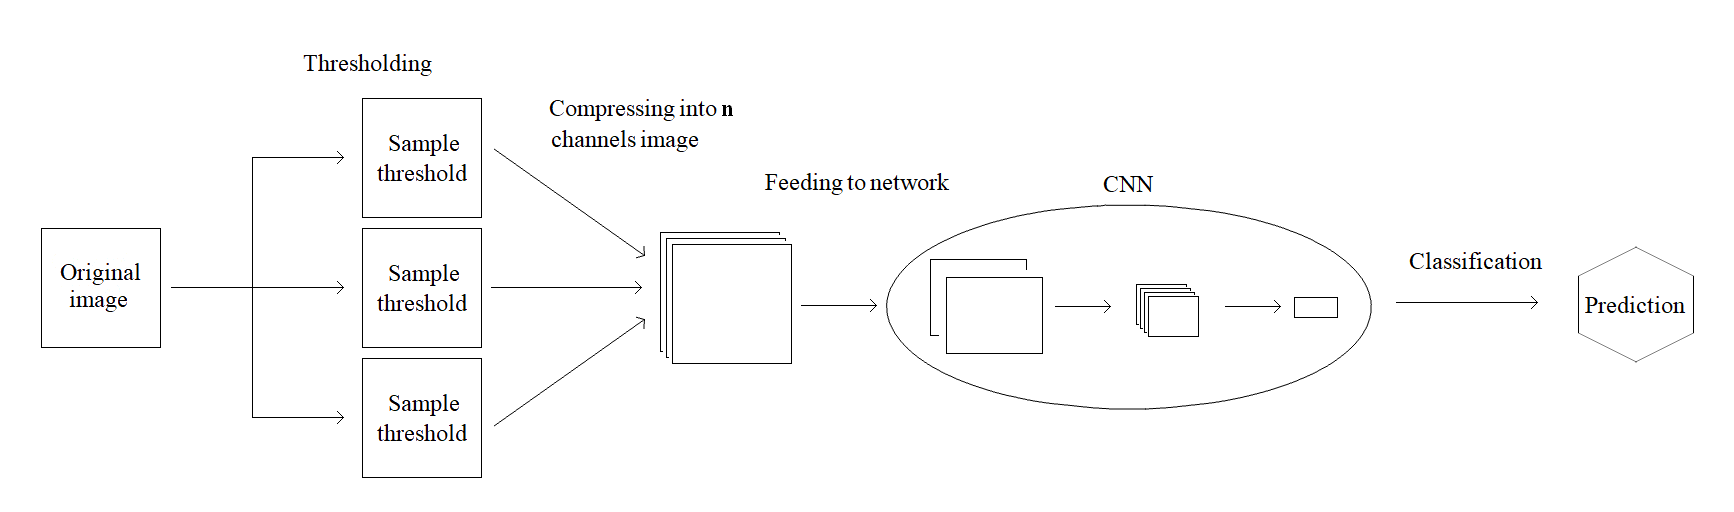 Thresholding
Compressing into n
channels image
Feeding to network
CNN
Classification
Original
image
Sample
threshold
Sample
threshold
Sample
threshold
Prediction